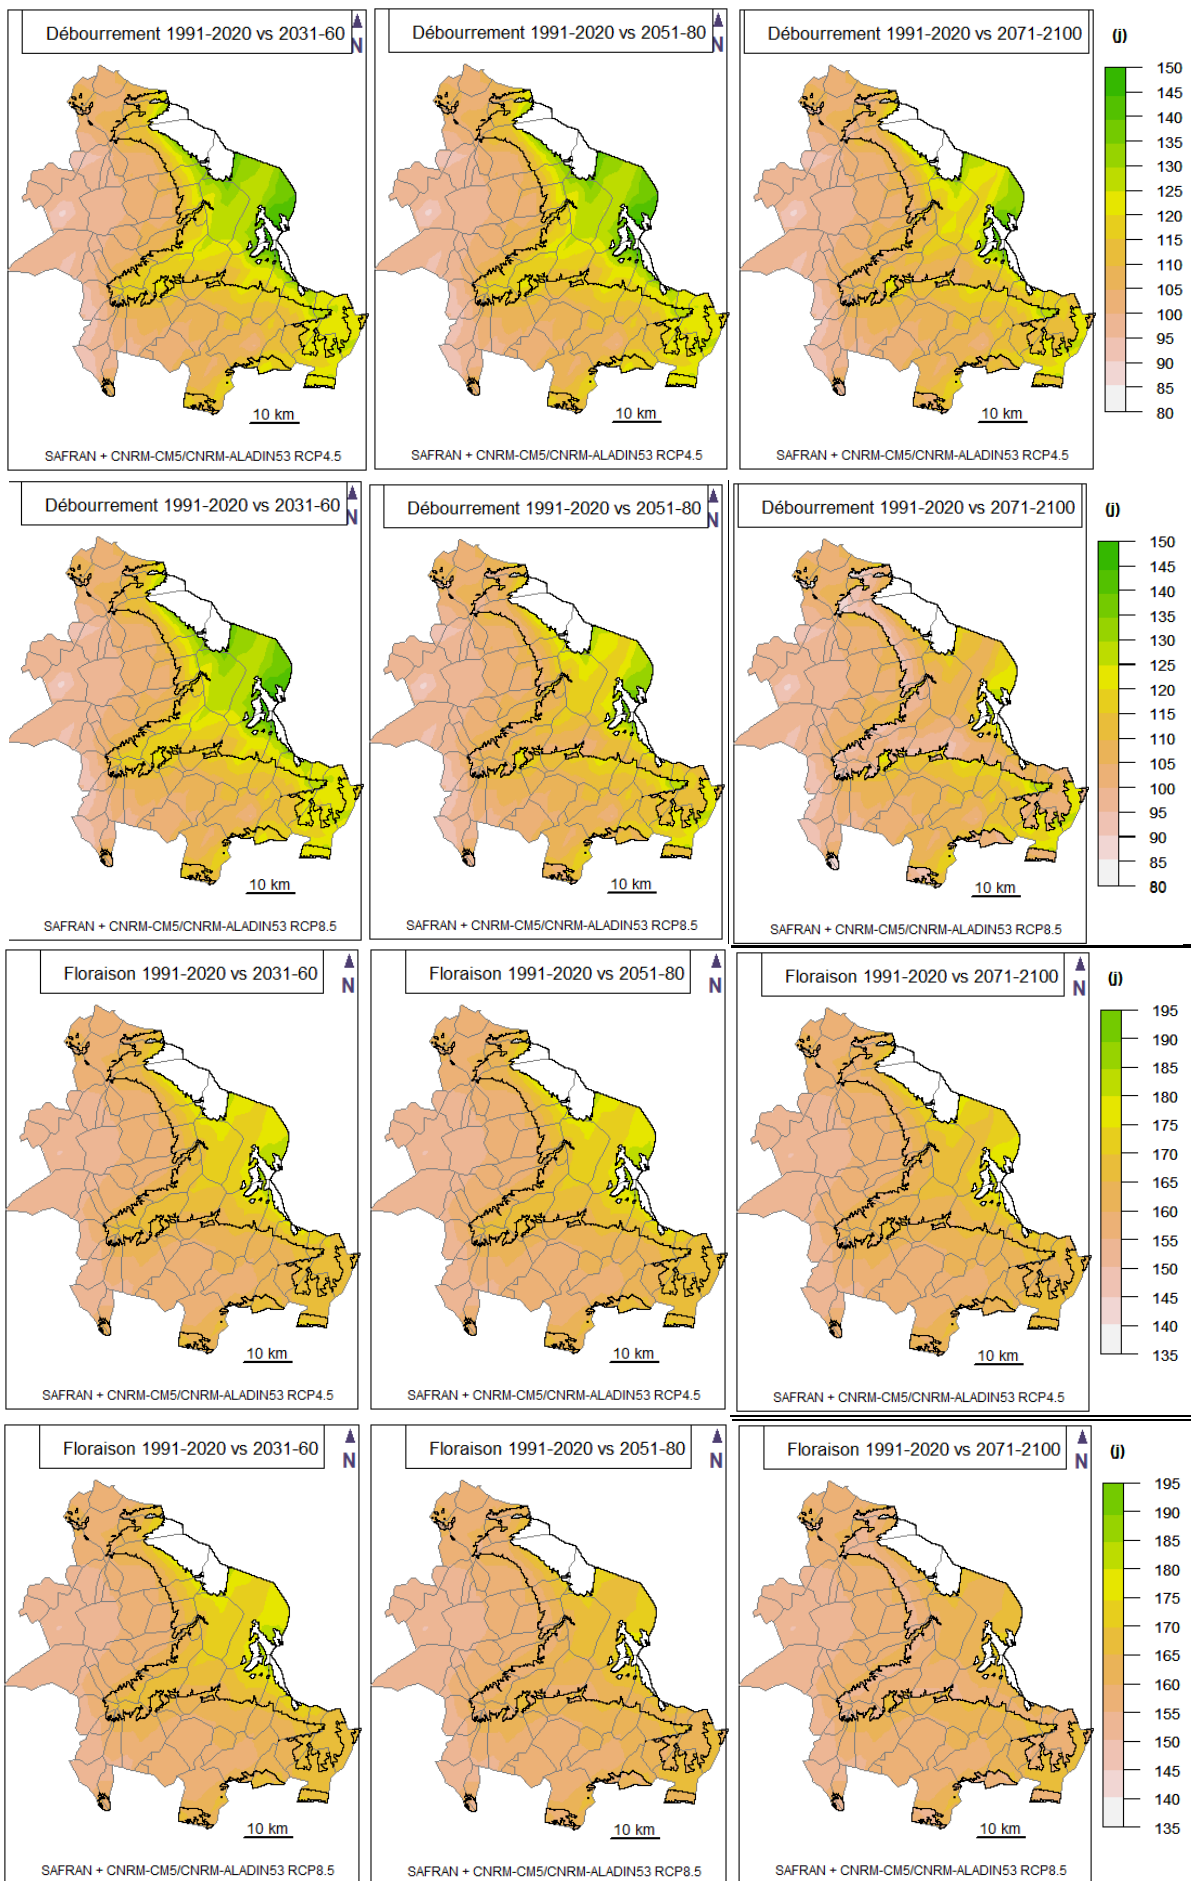 Débourrement 1991-2020 vs 2031-60
N
10 km
SAFRAN + CNRM-CM5/CNRM-ALADIN53 RCP4.5
Débourrement 1991-2020 vs 2051-80
N
10 km
SAFRAN + CNRM-CM5/CNRM-ALADIN53 RCP4.5
Débourrement 1991-2020 vs 2071-2100
10 km
SAFRAN + CNRM-CM5/CNRM-ALADIN53 RCP4.5
(j)
150
145
140
135
130
125
120
115
110
105
100
95
90
85
80
Débourrement 1991-2020 vs 2031-60
N
10 km
SAFRAN + CNRM-CM5/CNRM-ALADIN53 RCP8.5
Débourrement 1991-2020 vs 2051-80
N
10 km
SAFRAN + CNRM-CM5/CNRM-ALADIN53 RCP8.5
Débourrement 1991-2020 vs 2071-2100
10 km
SAFRAN + CNRM-CM5/CNRM-ALADIN53 RCP8.5
(j)
150
145
140
135
130
125
120
115
110
105
100
95
90
85
80
Floraison 1991-2020 vs 2031-60
N
10 km
SAFRAN + CNRM-CM5/CNRM-ALADIN53 RCP4.5
Floraison 1991-2020 vs 2051-80
N
10 km
SAFRAN + CNRM-CM5/CNRM-ALADIN53 RCP4.5
Floraison 1991-2020 vs 2071-2100
N
10 km
SAFRAN + CNRM-CM5/CNRM-ALADIN53 RCP4.5
(j)
195
190
185
180
175
170
165
160
155
150
145
140
135
Floraison 1991-2020 vs 2031-60
N
10 km
SAFRAN + CNRM-CM5/CNRM-ALADIN53 RCP8.5
Floraison 1991-2020 vs 2051-80
N
10 km
SAFRAN + CNRM-CM5/CNRM-ALADIN53 RCP8.5
Floraison 1991-2020 vs 2071-2100
N
10 km
SAFRAN + CNRM-CM5/CNRM-ALADIN53 RCP8.5
(j)
195
190
185
180
175
170
165
160
155
150
145
140
135